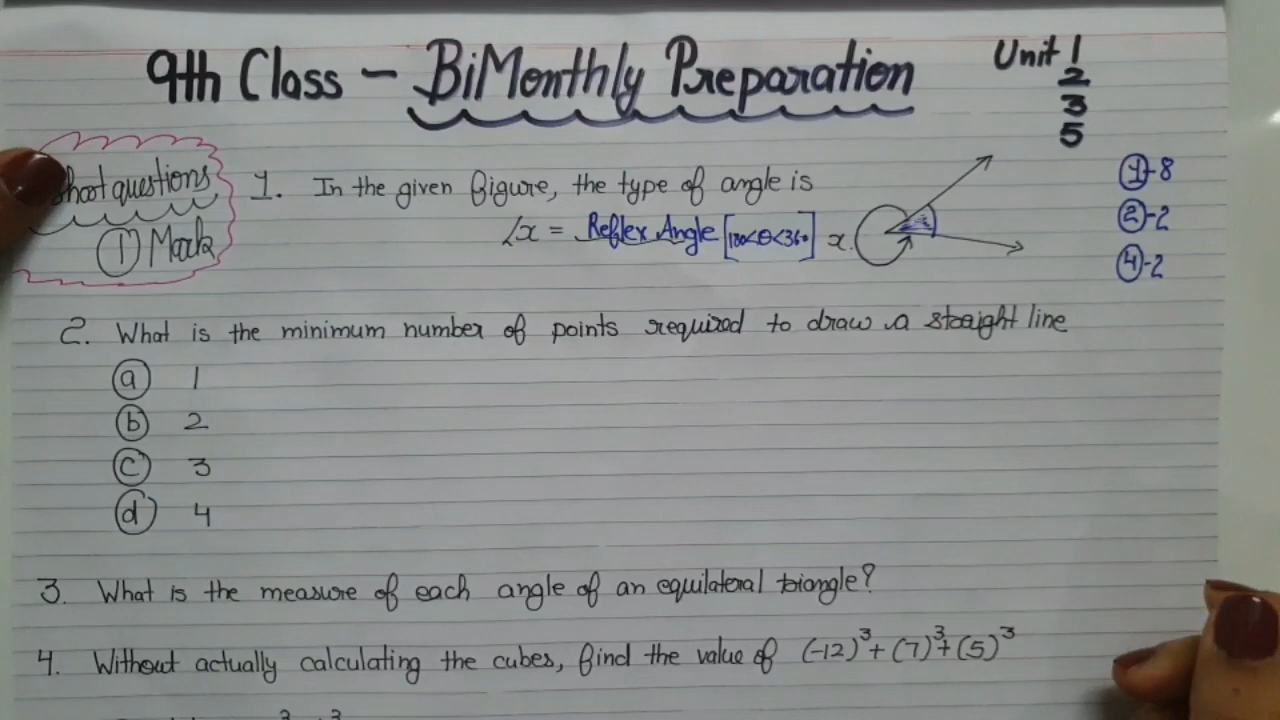 9th Class - BiMonthly Preparation
Unit 1
2
3
5
Short questions
① Mark
①-8
②-2
④-2
1. In the given figure, the type of angle is
∠x = Reflex Angle [180<θ<360] x
2. What is the minimum number of points required to draw a straight line
ⓐ 1
ⓑ 2
ⓒ 3
ⓓ 4
3. What is the measure of each angle of an equilateral triangle?
4. Without actually calculating the cubes, find the value of (-12)³+(7)³+(5)³